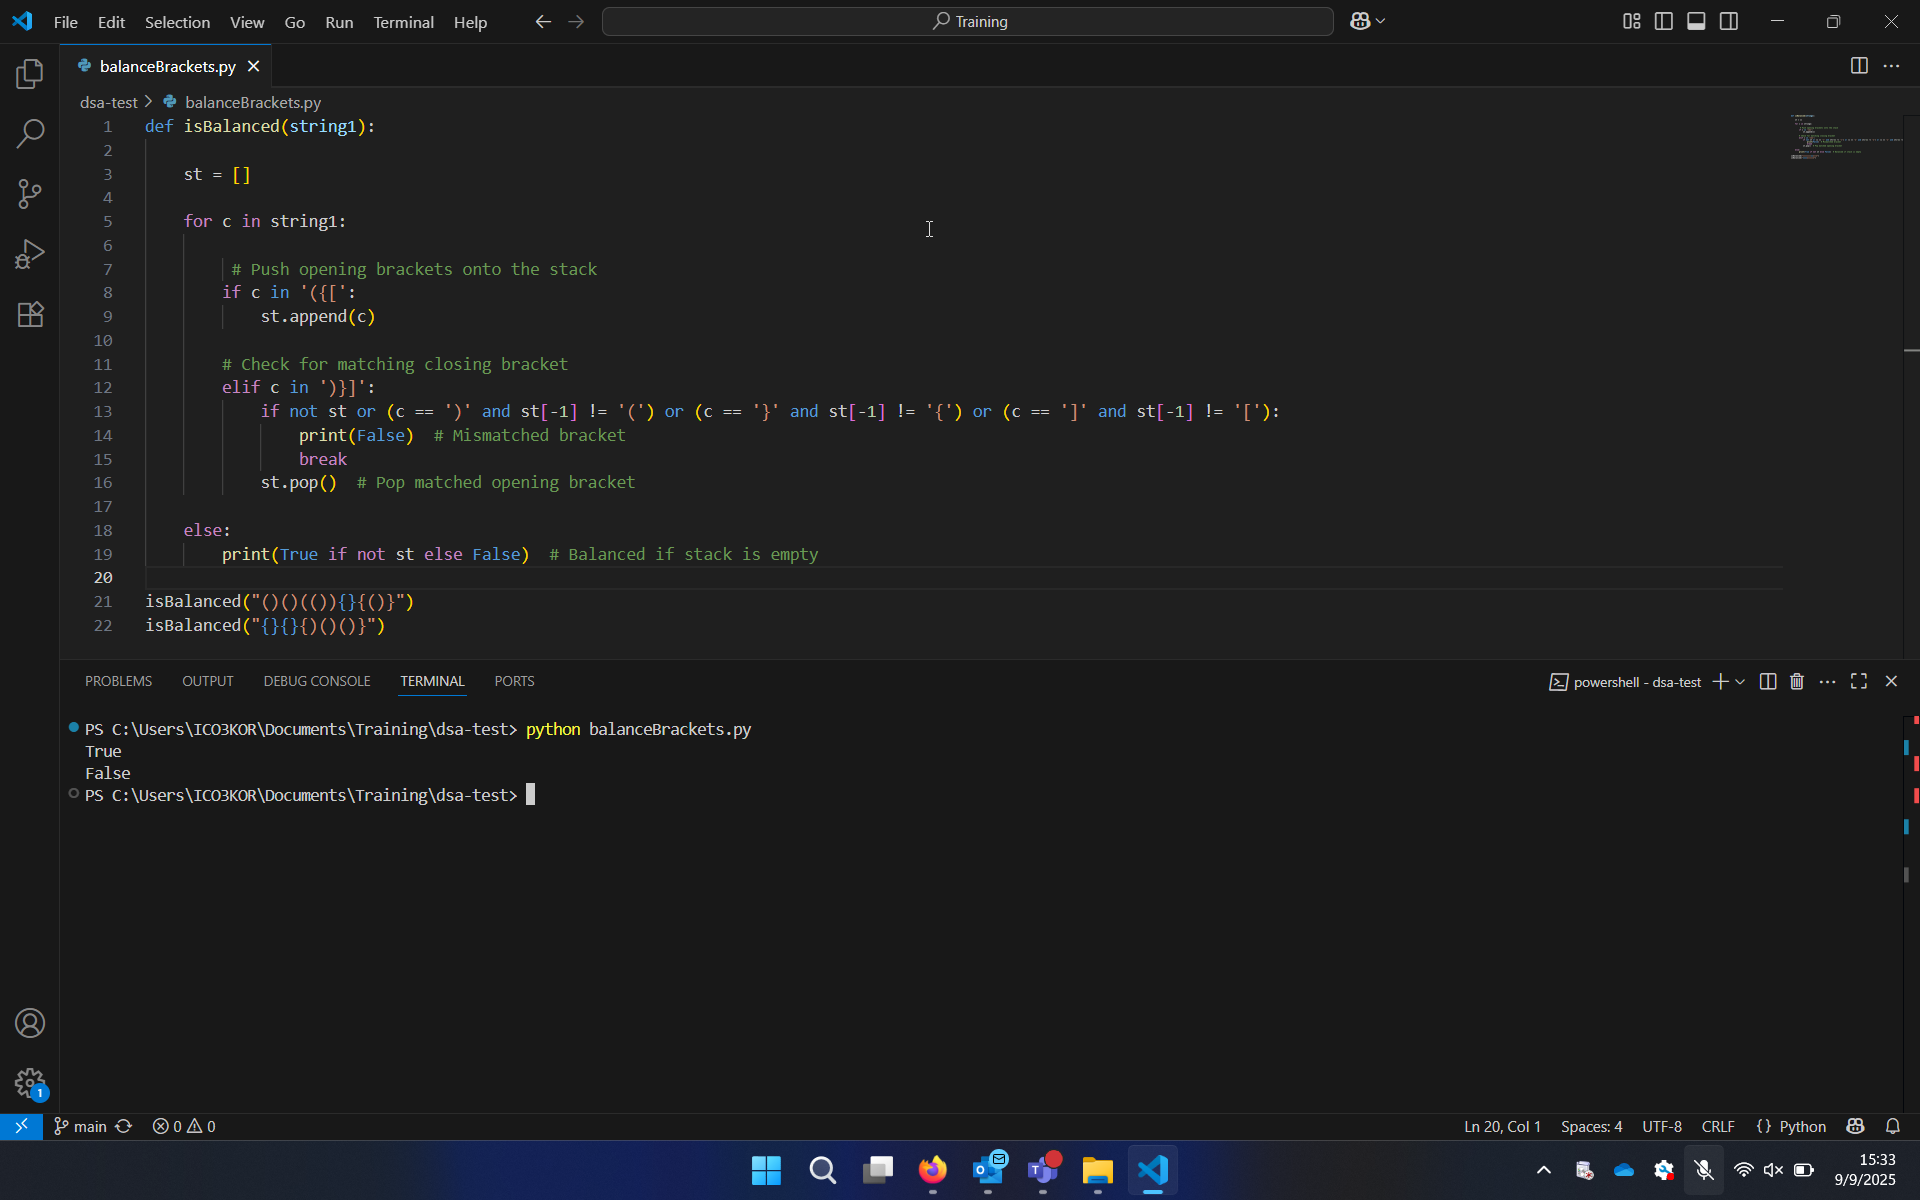 File Edit Selection View Go Run Terminal Help
Training
balanceBrackets.py
dsa-test > balanceBrackets.py
1 def isBalanced(string1):
2
3     st = []
4
5     for c in string1:
6
7          # Push opening brackets onto the stack
8         if c in '({[':
9             st.append(c)
10
11         # Check for matching closing bracket
12         elif c in ')}]':
13             if not st or (c == ')' and st[-1] != '(') or (c == '}' and st[-1] != '{') or (c == ']' and st[-1] != '['):
14                 print(False)  # Mismatched bracket
15                 break
16             st.pop()  # Pop matched opening bracket
17
18     else:
19         print(True if not st else False)  # Balanced if stack is empty
20
21 isBalanced("()()(()){}{()}")
22 isBalanced("{}{}{)()()}")
PROBLEMS OUTPUT DEBUG CONSOLE TERMINAL PORTS
powershell - dsa-test
PS C:\Users\ICO3KOR\Documents\Training\dsa-test> python balanceBrackets.py
True
False
PS C:\Users\ICO3KOR\Documents\Training\dsa-test>
1
main 0 0
Ln 20, Col 1 Spaces: 4 UTF-8 CRLF {} Python
15:33
9/9/2025